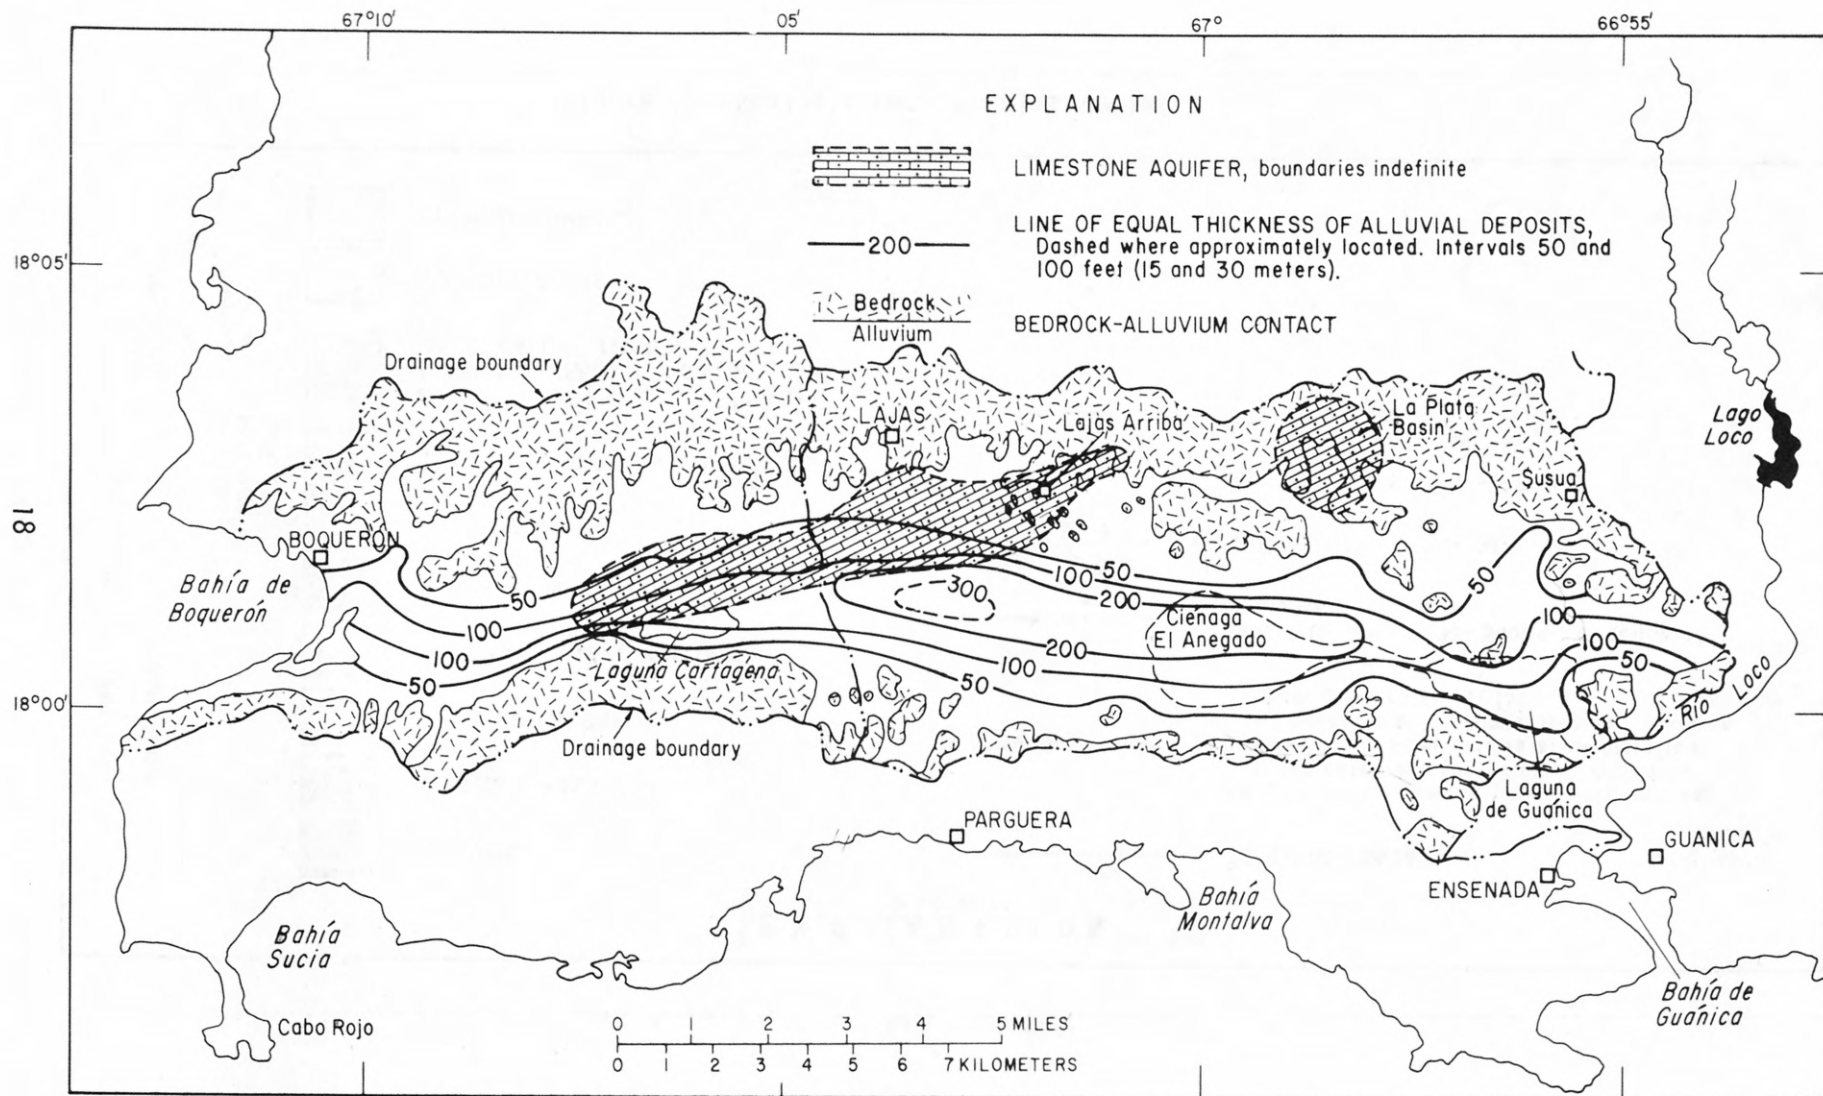 67°10' 05' 67° 66°55'
EXPLANATION
LIMESTONE AQUIFER, boundaries indefinite
LINE OF EQUAL THICKNESS OF ALLUVIAL DEPOSITS,
200
Dashed where approximately located. Intervals 50 and
100 feet (15 and 30 meters).
18°05'
Bedrock
Alluvium
BEDROCK-ALLUVIUM CONTACT
Drainage boundary
LAJAS
Lajas Arriba
La Plata
Basin
Lago
Loco
Susua
18
BOQUERON
Bahía de
Boquerón
50
100
100
50
300
50
100
200
200
100
50
Cienaga
El Anegado
50
100
100
50
Laguna Cartagena
18°00'
Drainage boundary
Río Loco
Laguna
de Guánica
PARGUERA
GUANICA
ENSENADA
Bahía
Montalva
Bahía
Sucia
Bahía de
Guánica
Cabo Rojo
0 1 2 3 4 5 MILES
0 1 2 3 4 5 6 7 KILOMETERS